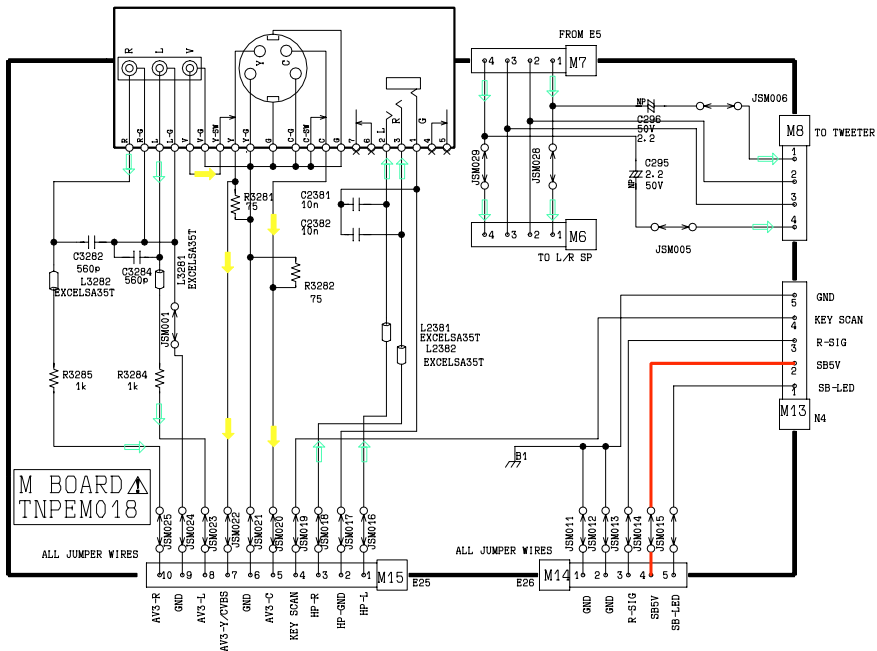 FROM E5
R L V
Y C
4 3 2 1
M7
JSM006
NP
C296
50V
2.2
M8
TO TWEETER
1
2
3
4
R
R-G
L
L-G
V
V-G
Y-SW
Y
Y-G
G
C-G
C-SW
C
G
7
6
2 L
3 R
1 G
4
5
C295
2.2
50V
NP
JSM029
JSM028
JSM005
4 3 2 1
M6
TO L/R SP
R3281
75
C2381
10n
C2382
10n
C3282
560p
C3284
560p
L3281
EXCELSA35T
L3282
EXCELSA35T
R3282
75
JSM001
L2381
EXCELSA35T
L2382
EXCELSA35T
R3285
1k
R3284
1k
5 GND
4 KEY SCAN
3 R-SIG
2 SB5V
1 SB-LED
M13
N4
B1
M BOARD
TNPEM018
JSM025
JSM024
JSM023
JSM022
JSM021
JSM020
JSM019
JSM018
JSM017
JSM016
JSM011
JSM012
JSM013
JSM014
JSM015
ALL JUMPER WIRES
ALL JUMPER WIRES
10 9 8 7 6 5 4 3 2 1
M15
E25
E26
M14
1 2 3 4 5
AV3-R
GND
AV3-L
AV3-Y/CVBS
GND
AV3-C
KEY SCAN
HP-R
HP-GND
HP-L
GND
GND
R-SIG
SB5V
SB-LED